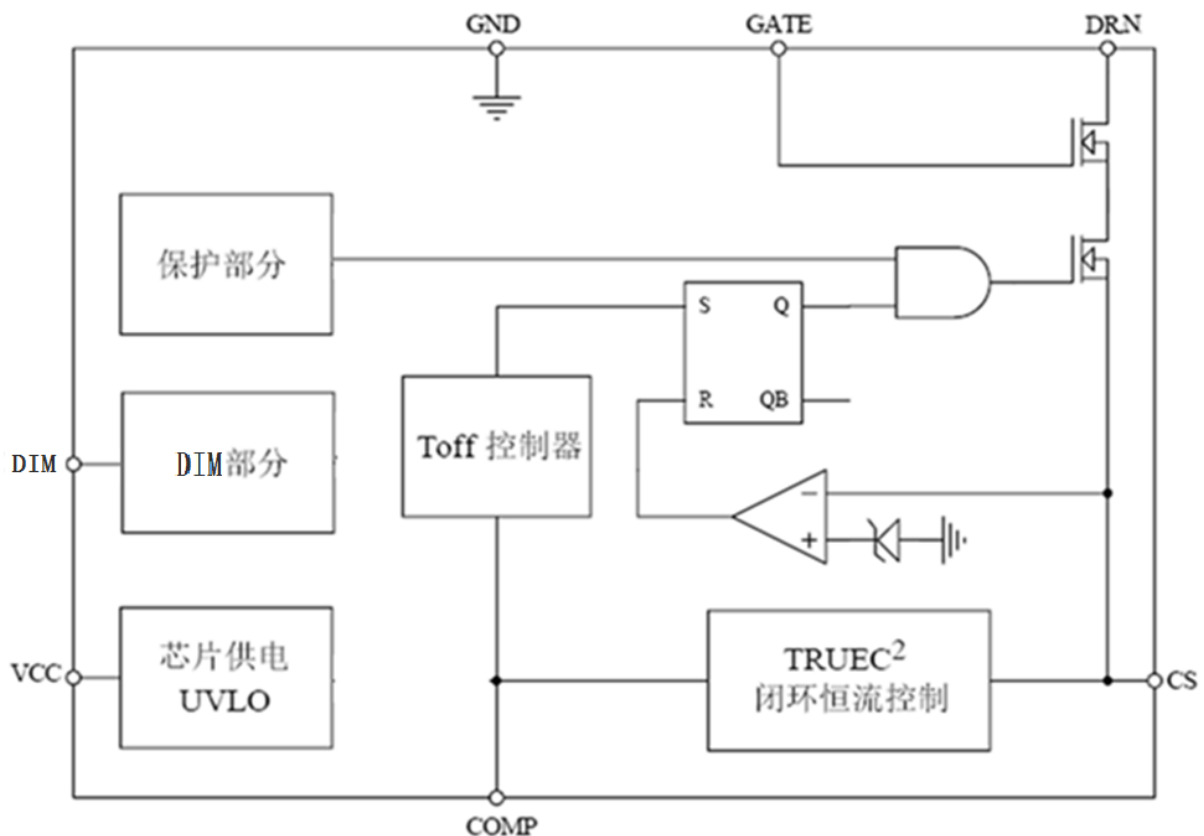 GND
GATE
DRN
保护部分
S
Q
R
QB
Toff 控制器
DIM
DIM部分
−
+
VCC
芯片供电
UVLO
TRUEC²
闭环恒流控制
CS
COMP